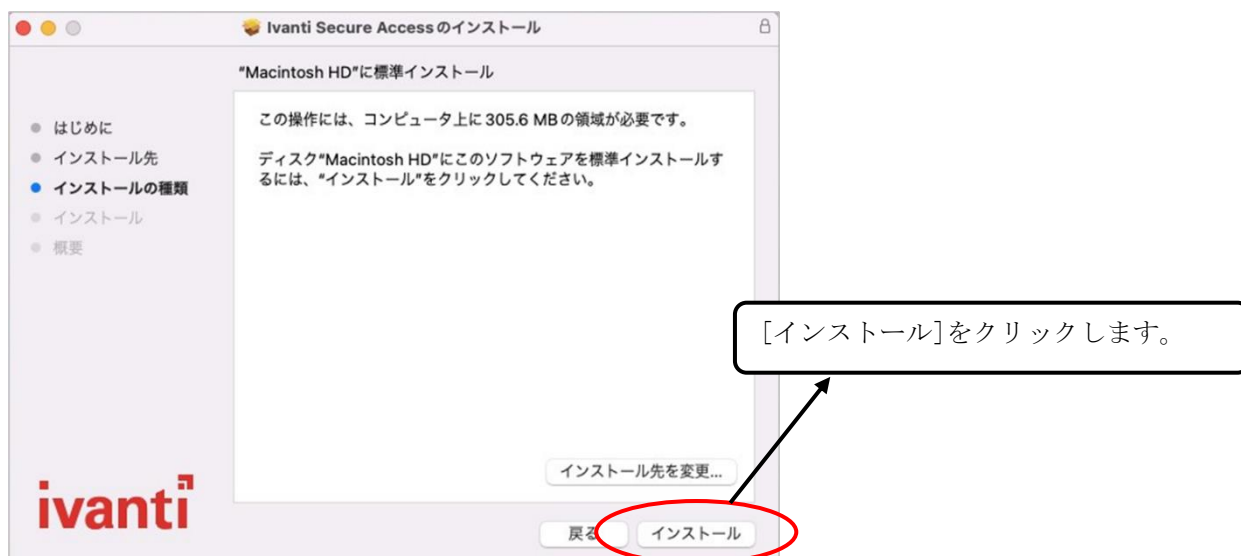 Ivanti Secure Accessのインストール
"Macintosh HD"に標準インストール
はじめに
インストール先
インストールの種類
インストール
概要
この操作には、コンピュータ上に305.6 MBの領域が必要です。
ディスク"Macintosh HD"にこのソフトウェアを標準インストールす
るには、"インストール"をクリックしてください。
[インストール]をクリックします。
インストール先を変更...
ivanti
戻る
インストール